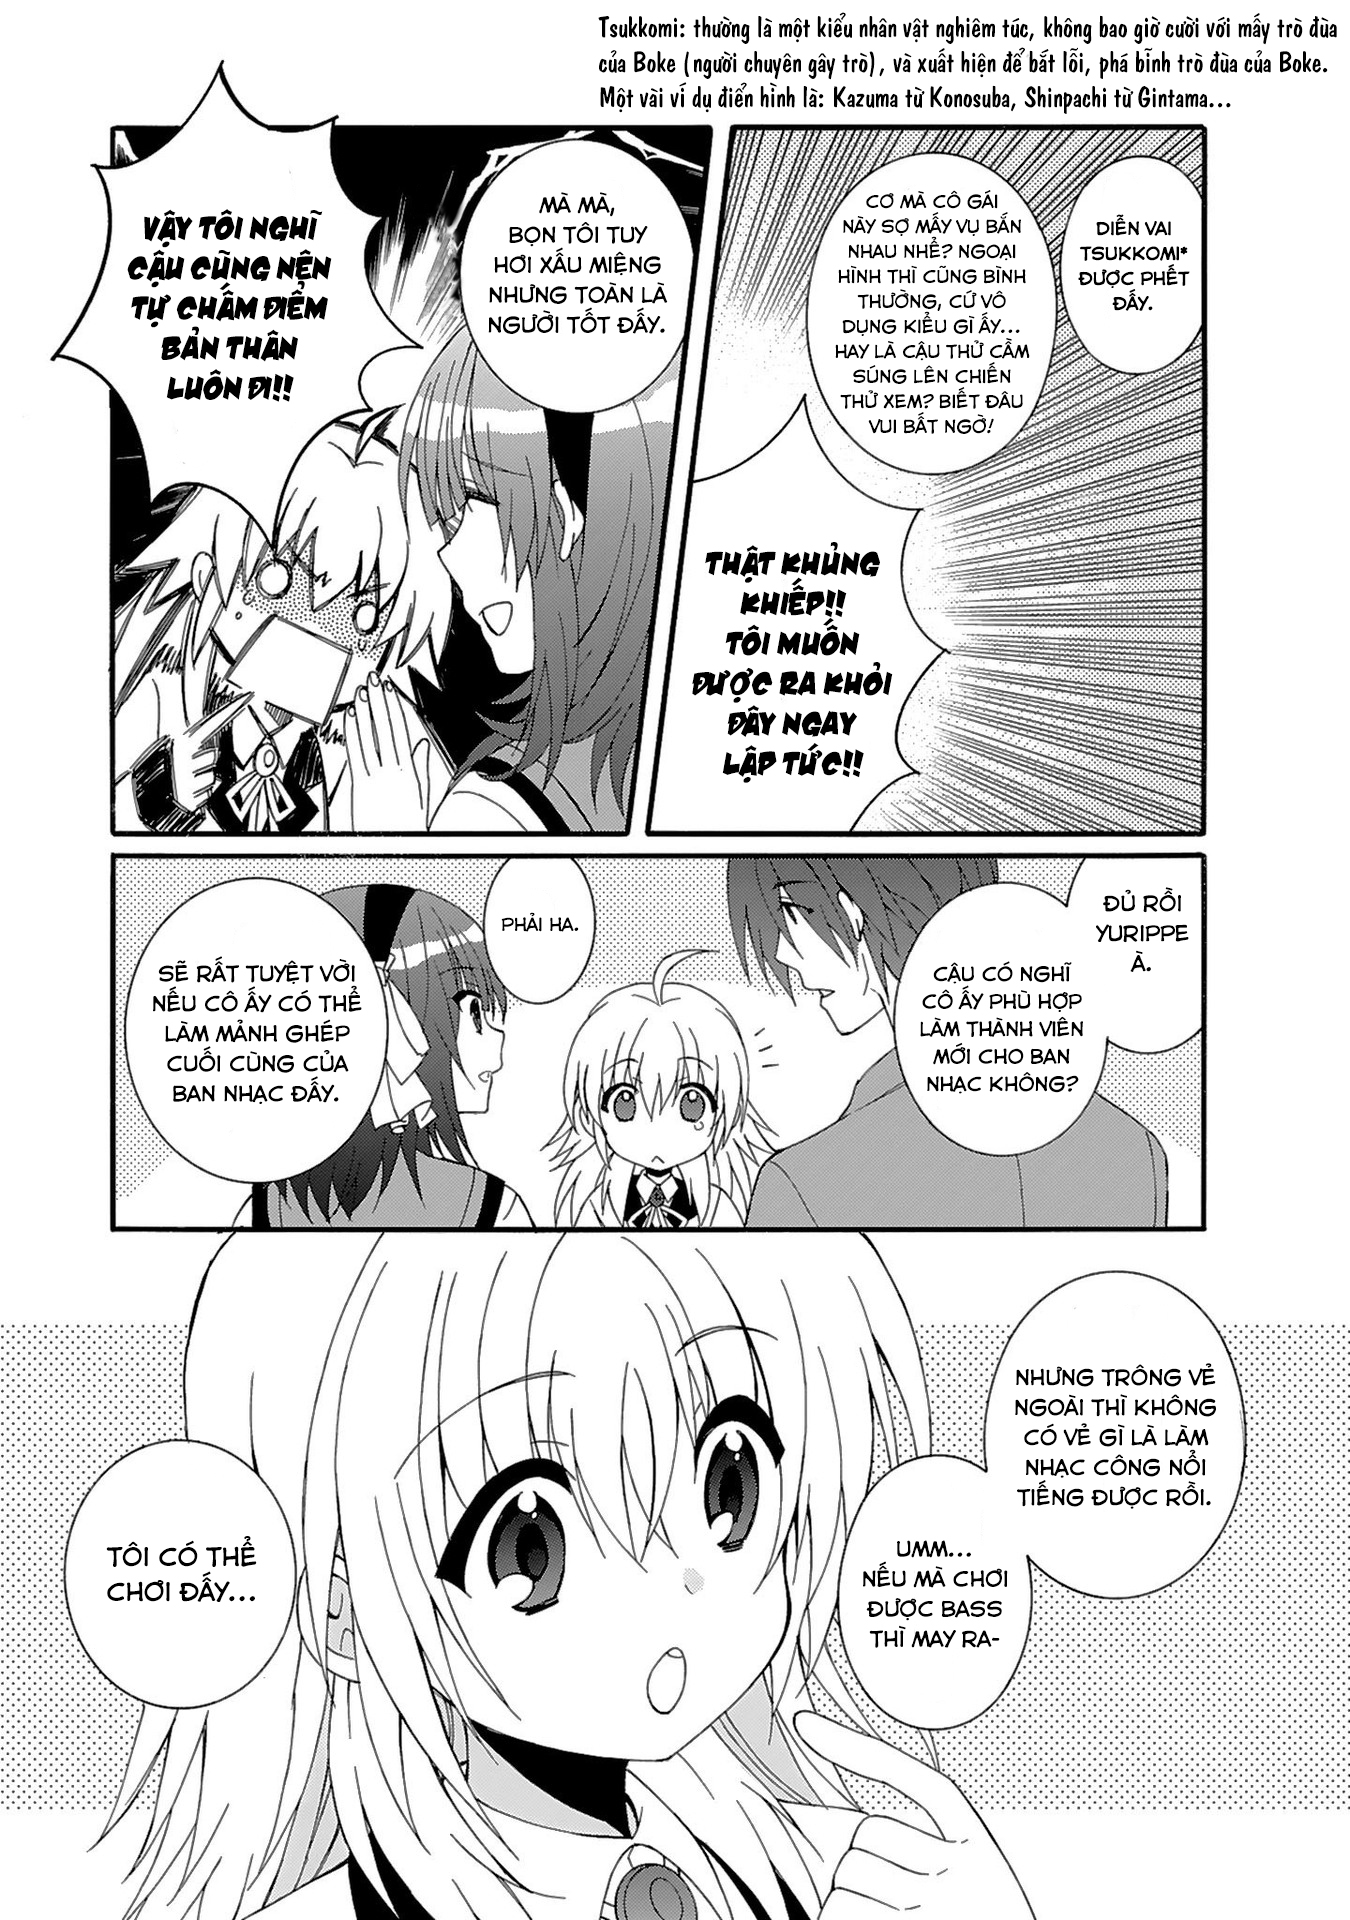 Tsukkomi: thường là một kiểu nhân vật nghiêm túc, không bao giờ cười với mấy trò đùa
của Boke (người chuyên gây trò), và xuất hiện để bắt lỗi, phá bĩnh trò đùa của Boke.
Một vài ví dụ điển hình là: Kazuma từ Konosuba, Shinpachi từ Gintama...
DIỄN VAI
TSUKKOMI*
ĐƯỢC PHẾT
ĐẤY.
CƠ MÀ CÔ GÁI
NÀY SỢ MẤY VỤ BẮN
NHAU NHỂ? NGOẠI
HÌNH THÌ CŨNG BÌNH
THƯỜNG, CỨ VÔ
DỤNG KIỂU GÌ ẤY...
HAY LÀ CẬU THỬ CẦM
SÚNG LÊN CHIẾN
THỬ XEM? BIẾT ĐÂU
VUI BẤT NGỜ!
THẬT KHỦNG
KHIẾP!!
TÔI MUỐN
ĐƯỢC RA KHỎI
ĐÂY NGAY
LẬP TỨC!!
MÀ MÀ,
BỌN TÔI TUY
HƠI XẤU MIỆNG
NHƯNG TOÀN LÀ
NGƯỜI TỐT ĐẤY.
VẬY TÔI NGHĨ
CẬU CŨNG NÊN
TỰ CHẤM ĐIỂM
BẢN THÂN
LUÔN ĐI!!
ĐỦ RỒI
YURIPPE
À.
CẬU CÓ NGHĨ
CÔ ẤY PHÙ HỢP
LÀM THÀNH VIÊN
MỚI CHO BAN
NHẠC KHÔNG?
PHẢI HA.
SẼ RẤT TUYỆT VỜI
NẾU CÔ ẤY CÓ THỂ
LÀM MẢNH GHÉP
CUỐI CÙNG CỦA
BAN NHẠC ĐẤY.
NHƯNG TRÔNG VẺ
NGOÀI THÌ KHÔNG
CÓ VẺ GÌ LÀ LÀM
NHẠC CÔNG NỔI
TIẾNG ĐƯỢC RỒI.
UMM...
NẾU MÀ CHƠI
ĐƯỢC BASS
THÌ MAY RA-
TÔI CÓ THỂ
CHƠI ĐẤY...